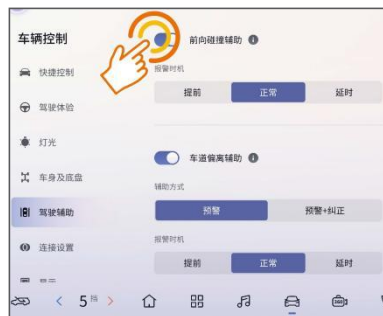 车辆控制
快捷控制
驾驶体验
灯光
车身及底盘
驾驶辅助
连接设置
前向碰撞辅助
报警时机
提前 正常 延时
车道偏离辅助
辅助方式
预警 预警+纠正
报警时机
提前 正常 延时
< 5挡 >